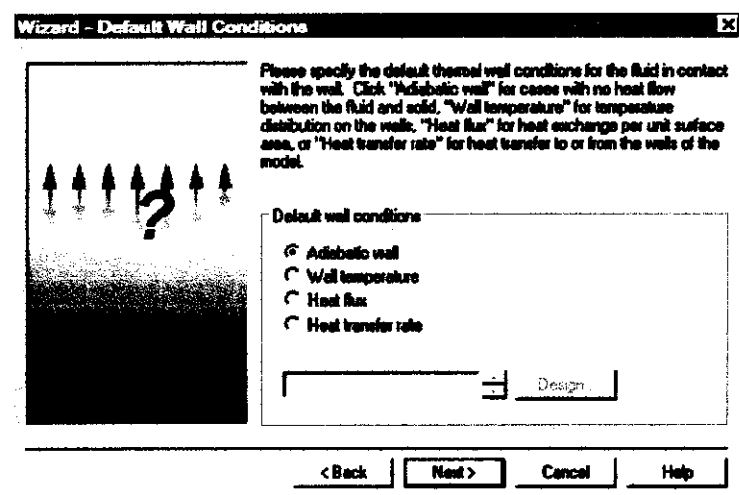 Wizard - Default Wall Conditions
Please specify the default thermal wall conditions for the fluid in contact
with the wall. Click "Adiabatic wall" for cases with no heat flow
between the fluid and solid, "Wall temperature" for temperature
distribution on the walls, "Heat flux" for heat exchange per unit surface
area, or "Heat transfer rate" for heat transfer to or from the walls of the
model.
?
Default wall conditions
Adiabatic wall
Wall temperature
Heat flux
Heat transfer rate
Design...
< Back
Next >
Cancel
Help